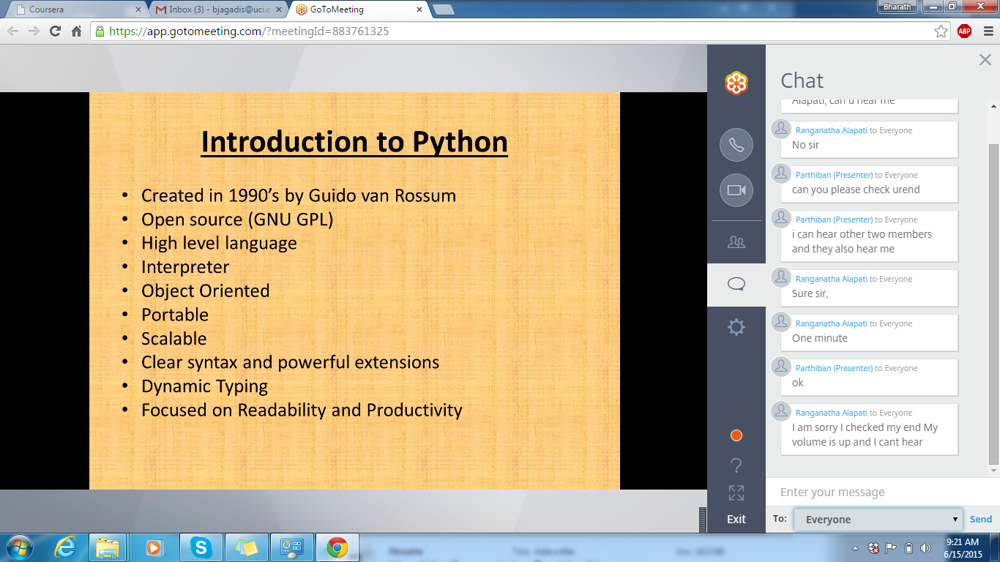 Coursera
Inbox (3) - bjagadis@uci.e
GoToMeeting
Bharath
https://app.gotomeeting.com/?meetingId=883761325
ABP
Introduction to Python
• Created in 1990's by Guido van Rossum
• Open source (GNU GPL)
• High level language
• Interpreter
• Object Oriented
• Portable
• Scalable
• Clear syntax and powerful extensions
• Dynamic Typing
• Focused on Readability and Productivity
Exit
Chat
Alapati, can u hear me
Ranganatha Alapati to Everyone
No sir
Parthiban (Presenter) to Everyone
can you please check urend
Parthiban (Presenter) to Everyone
i can hear other two members
and they also hear me
Ranganatha Alapati to Everyone
Sure sir,
Ranganatha Alapati to Everyone
One minute
Parthiban (Presenter) to Everyone
ok
Ranganatha Alapati to Everyone
I am sorry I checked my end My
volume is up and I cant hear
Enter your message
To: Everyone Send
9:21 AM
6/15/2015